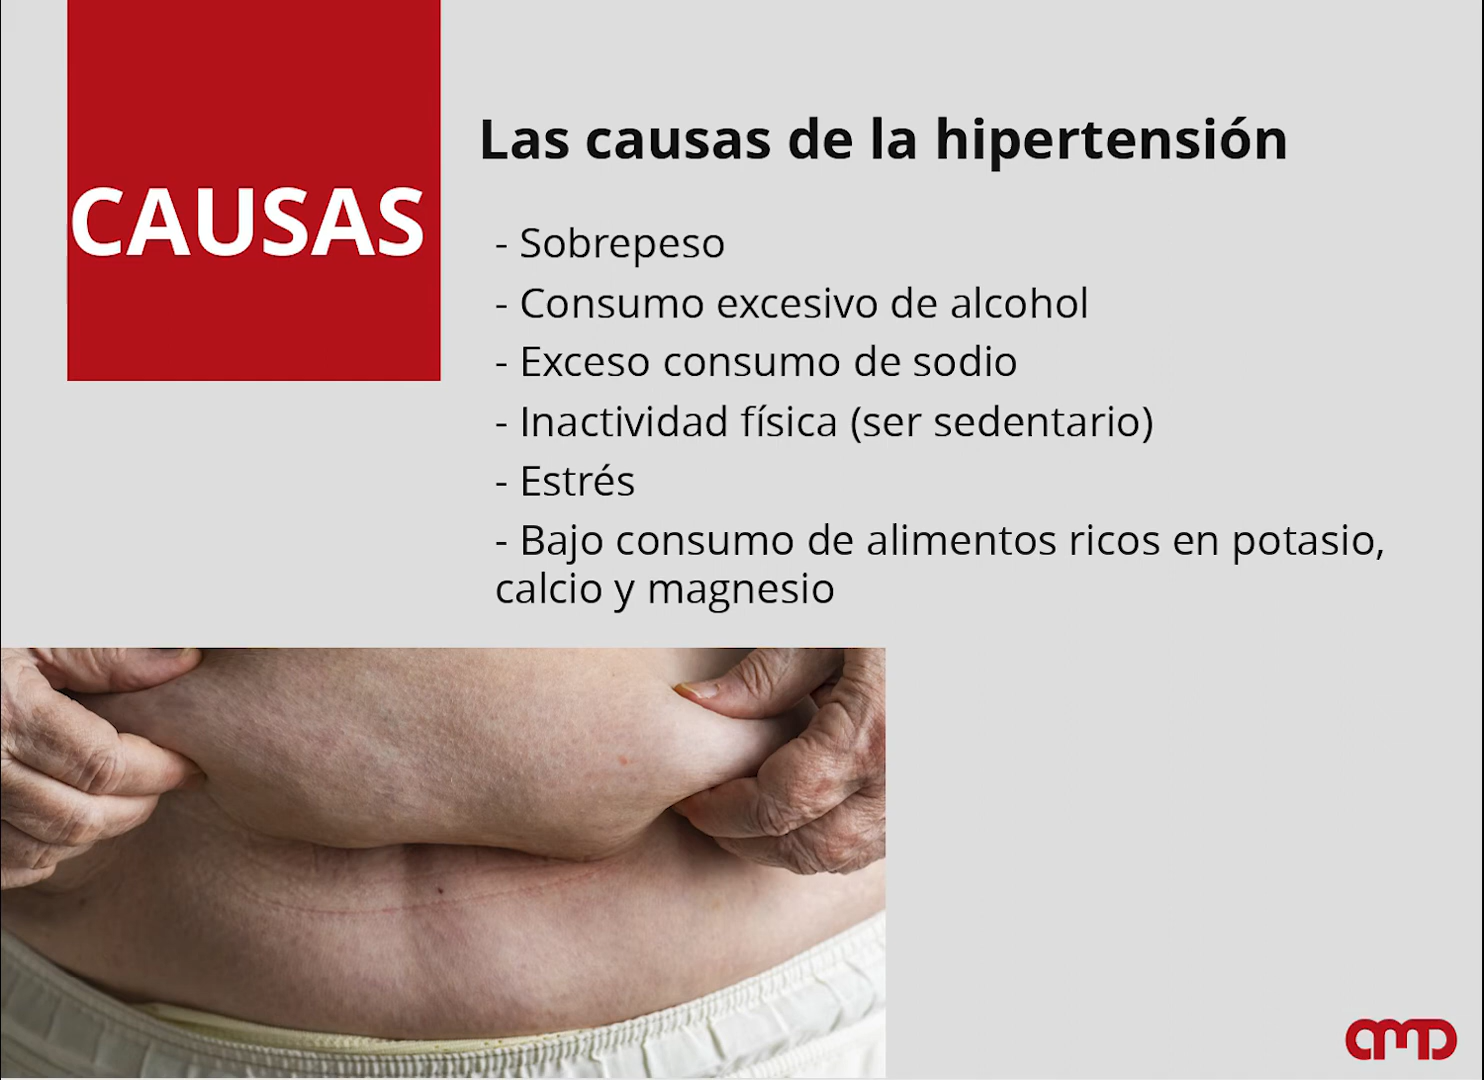 CAUSAS
Las causas de la hipertensión
- Sobrepeso
- Consumo excesivo de alcohol
- Exceso consumo de sodio
- Inactividad física (ser sedentario)
- Estrés
- Bajo consumo de alimentos ricos en potasio,
calcio y magnesio
amp